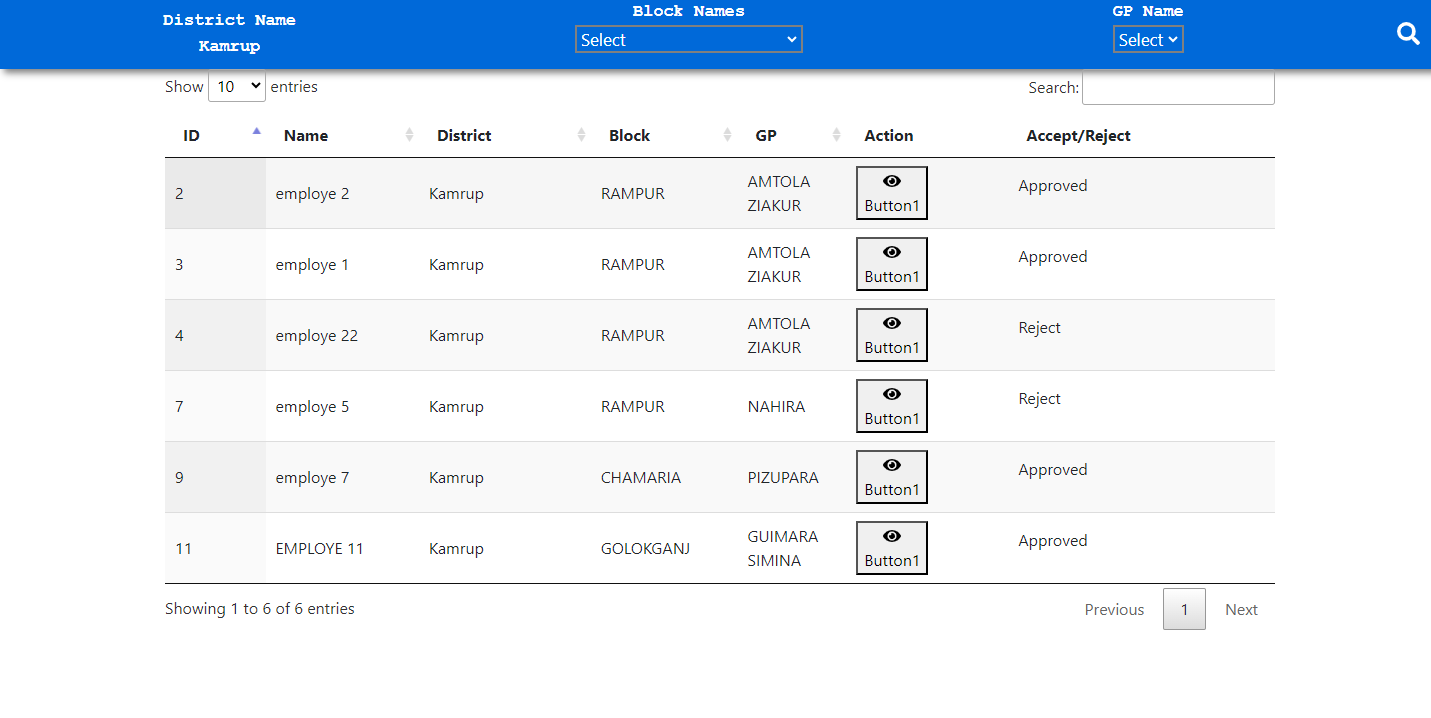 District Name
Block Names
GP Name
Kamrup
Select
Select
Show 10 entries
Search:
ID Name District Block GP Action Accept/Reject
2 employe 2 Kamrup RAMPUR AMTOLA ZIAKUR Button1 Approved
3 employe 1 Kamrup RAMPUR AMTOLA ZIAKUR Button1 Approved
4 employe 22 Kamrup RAMPUR AMTOLA ZIAKUR Button1 Reject
7 employe 5 Kamrup RAMPUR NAHIRA Button1 Reject
9 employe 7 Kamrup CHAMARIA PIZUPARA Button1 Approved
11 EMPLOYE 11 Kamrup GOLOKGANJ GUIMARA SIMINA Button1 Approved
Showing 1 to 6 of 6 entries
Previous 1 Next